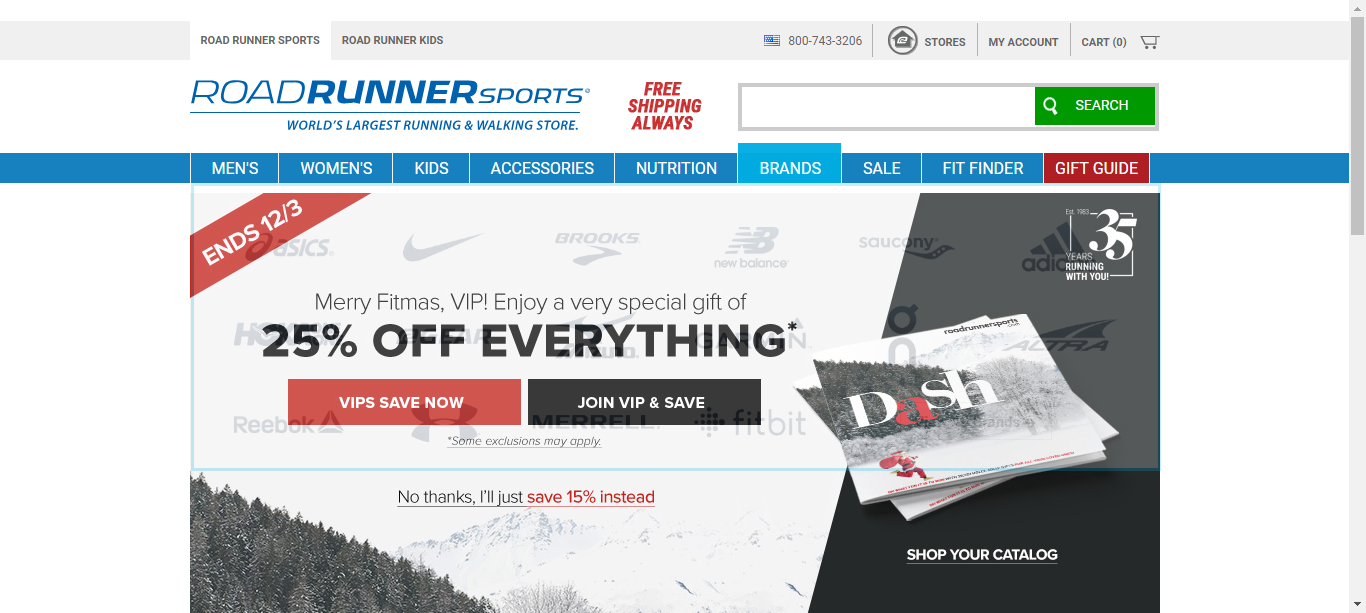 ROAD RUNNER SPORTS
ROAD RUNNER KIDS
800-743-3206
STORES
MY ACCOUNT
CART (0)
ROADRUNNERSPORTS®
WORLD'S LARGEST RUNNING & WALKING STORE.
FREE
SHIPPING
ALWAYS
SEARCH
MEN'S
WOMEN'S
KIDS
ACCESSORIES
NUTRITION
BRANDS
SALE
FIT FINDER
GIFT GUIDE
ENDS 12/3
asics
BROOKS
new balance
saucony
adidas
Est. 1983
35
YEARS
RUNNING
WITH YOU!
Merry Fitmas, VIP! Enjoy a very special gift of
25% OFF EVERYTHING*
GARMIN
ALTRA
roadrunnersports
.com
Dash
VIPS SAVE NOW
JOIN VIP & SAVE
Reebok
MERRELL
fitbit
*Some exclusions may apply.
No thanks, I'll just save 15% instead
SHOP YOUR CATALOG